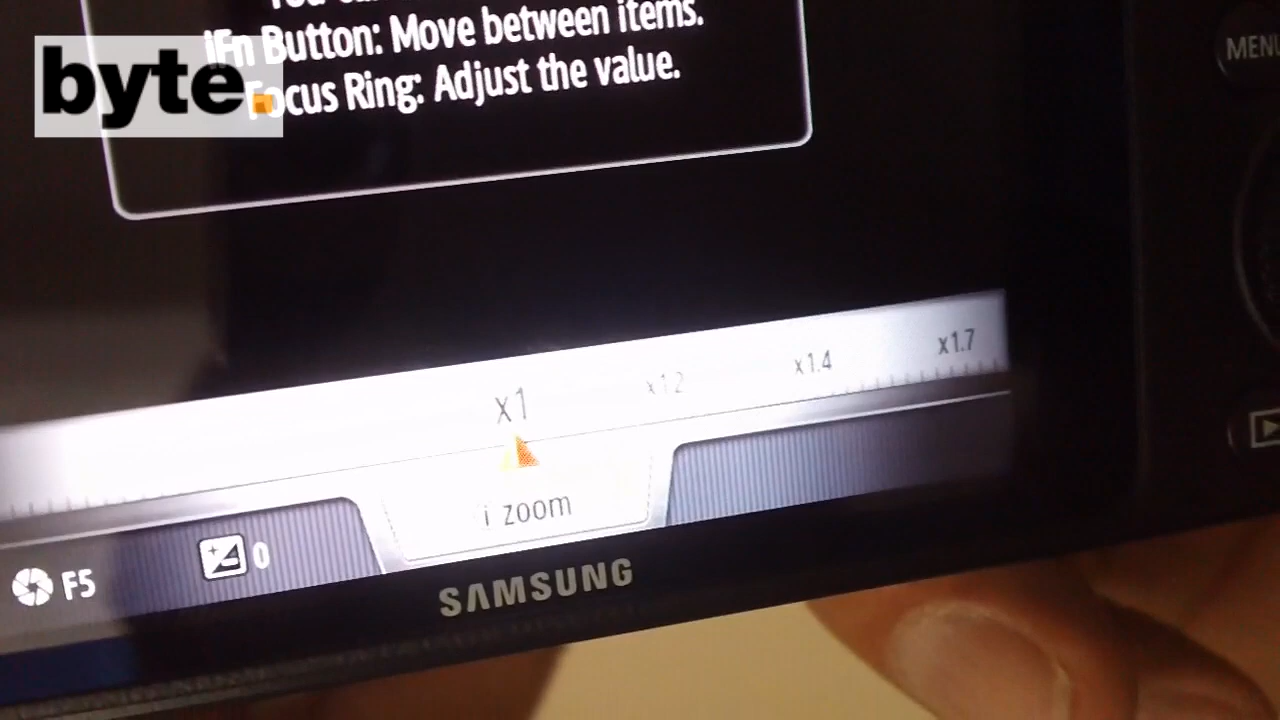 You
iFn Button: Move between items.
Focus Ring: Adjust the value.
byte.
MENU
x1 x1.2 x1.4 x1.7
i zoom
F5 0
SAMSUNG